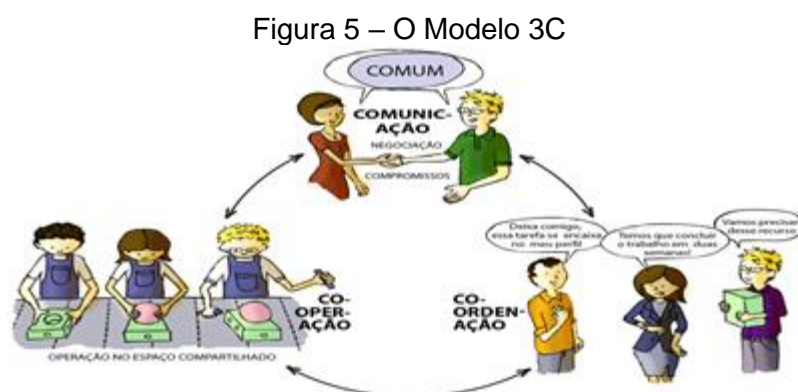 Figura 5 – O Modelo 3C
COMUM
COMUNIC-
AÇÃO
NEGOCIAÇÃO
COMPROMISSOS
Deixa comigo,
essa tarefa se encaixa
no meu perfil
Temos que concluir
o trabalho em duas
semanas!
Vamos precisar
desse recurso
CO-
OPER-
AÇÃO
OPERAÇÃO NO ESPAÇO COMPARTILHADO
CO-
ORDEN-
AÇÃO